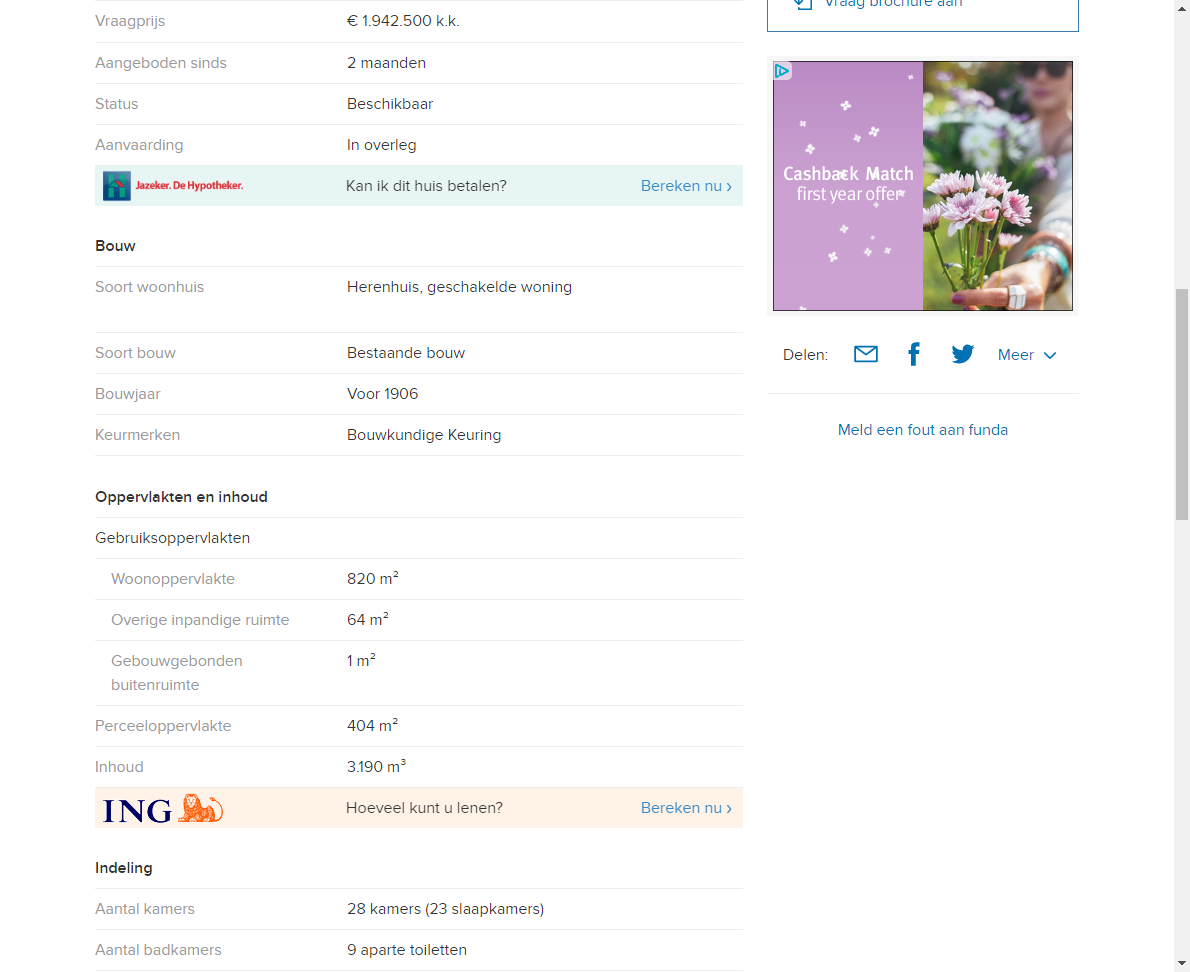 Vraag brochure aan
Vraagprijs € 1.942.500 k.k.
Aangeboden sinds 2 maanden
Status Beschikbaar
Aanvaarding In overleg
Jazeker. De Hypotheker. Kan ik dit huis betalen? Bereken nu ›
Bouw
Soort woonhuis Herenhuis, geschakelde woning
Soort bouw Bestaande bouw
Bouwjaar Voor 1906
Keurmerken Bouwkundige Keuring
Oppervlakten en inhoud
Gebruiksoppervlakten
Woonoppervlakte 820 m²
Overige inpandige ruimte 64 m²
Gebouwgebonden 1 m²
buitenruimte
Perceeloppervlakte 404 m²
Inhoud 3.190 m³
ING Hoeveel kunt u lenen? Bereken nu ›
Indeling
Aantal kamers 28 kamers (23 slaapkamers)
Aantal badkamers 9 aparte toiletten
Cashback Match
first year offer
Delen: Meer
Meld een fout aan funda